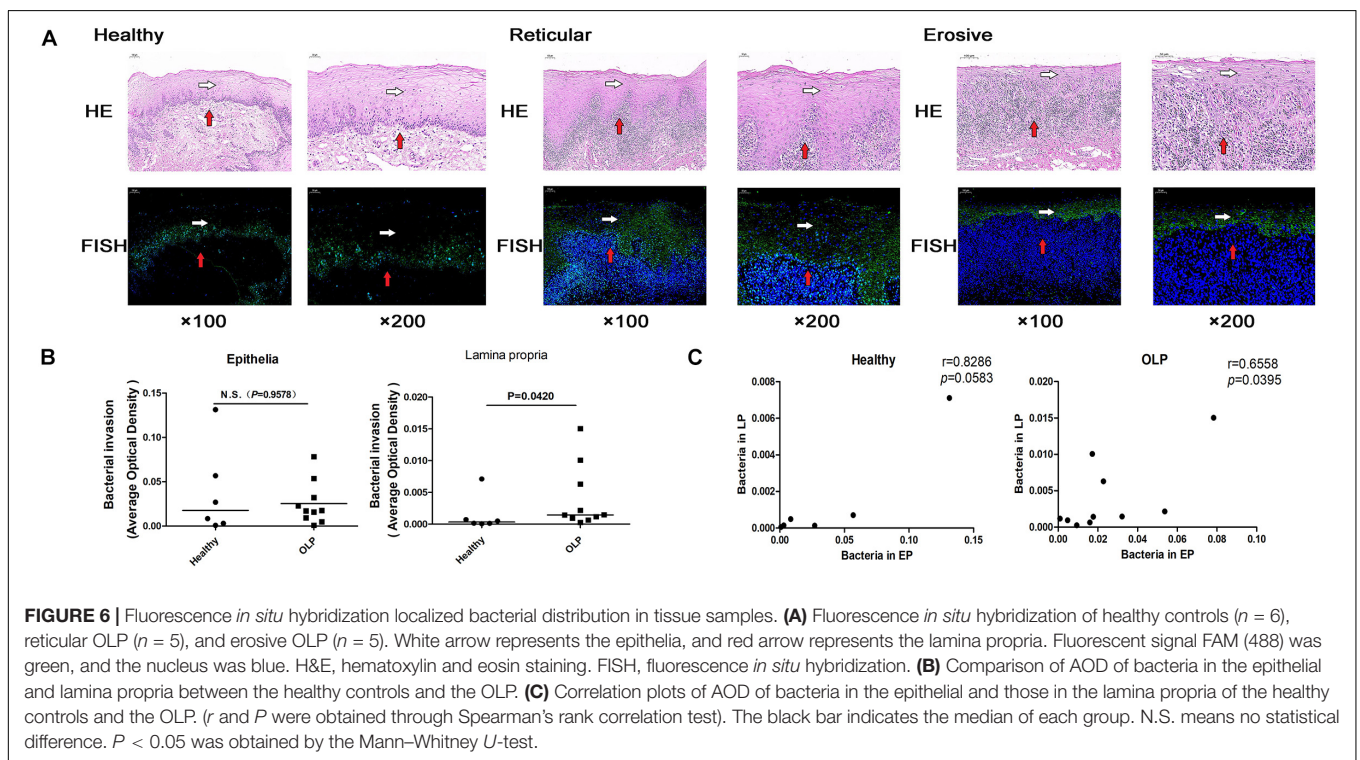 A
Healthy
Reticular
Erosive
HE
FISH
×100
×200
FISH
×100
×200
FISH
×100
×200
HE
HE
B
Epithelia
N.S. (P=0.9578)
Bacterial invasion
(Average Optical Density)
0.15
0.10
0.05
0.00
Healthy
OLP
Lamina propria
P=0.0420
Bacterial invasion
( Average Optical Density )
0.020
0.015
0.010
0.005
0.000
Healthy
OLP
C
Healthy
r=0.8286
p=0.0583
Bacteria in LP
0.008
0.006
0.004
0.002
0.000
0.00
0.05
0.10
0.15
Bacteria in EP
OLP
r=0.6558
p=0.0395
Bacteria in LP
0.020
0.015
0.010
0.005
0.000
0.00
0.02
0.04
0.06
0.08
0.10
Bacteria in EP
FIGURE 6 | Fluorescence in situ hybridization localized bacterial distribution in tissue samples. (A) Fluorescence in situ hybridization of healthy controls (n = 6),
reticular OLP (n = 5), and erosive OLP (n = 5). White arrow represents the epithelia, and red arrow represents the lamina propria. Fluorescent signal FAM (488) was
green, and the nucleus was blue. H&E, hematoxylin and eosin staining. FISH, fluorescence in situ hybridization. (B) Comparison of AOD of bacteria in the epithelial
and lamina propria between the healthy controls and the OLP. (C) Correlation plots of AOD of bacteria in the epithelial and those in the lamina propria of the healthy
controls and the OLP. (r and P were obtained through Spearman's rank correlation test). The black bar indicates the median of each group. N.S. means no statistical
difference. P < 0.05 was obtained by the Mann–Whitney U-test.